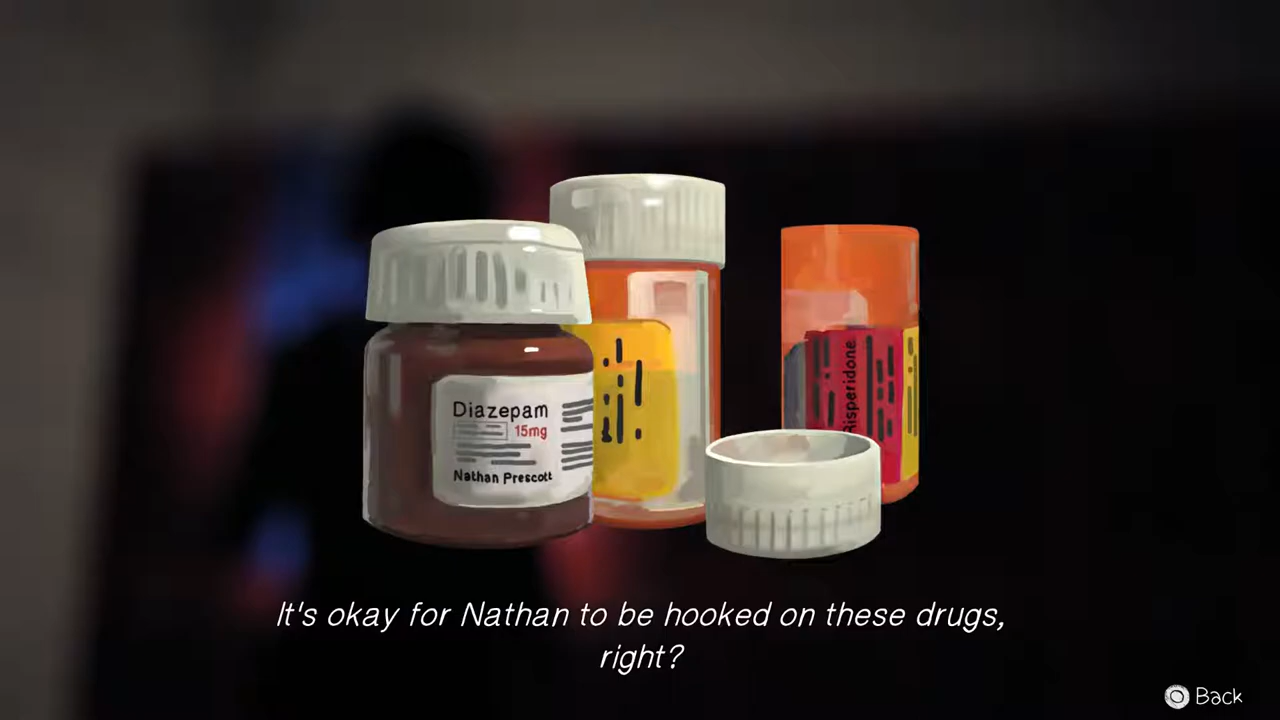 Diazepam
15mg
Nathan Prescott
Risperidone
It's okay for Nathan to be hooked on these drugs,
right?
Back